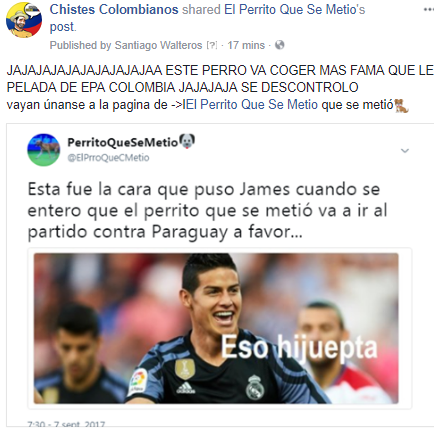 Chistes Colombianos shared El Perrito Que Se Metio's
post.
Published by Santiago Walteros [?] · 17 mins ·
JAJAJAJAJAJAJAJAJAJAA ESTE PERRO VA COGER MAS FAMA QUE LE
PELADA DE EPA COLOMBIA JAJAJAJA SE DESCONTROLO
vayan únanse a la pagina de ->IEl Perrito Que Se Metio que se metió🐕
PerritoQueSeMetio🐶
@ElPrroQueCMetio
Esta fue la cara que puso James cuando se
entero que el perrito que se metió va a ir al
partido contra Paraguay a favor...
Eso hijuepta
7:30 - 7 sept. 2017